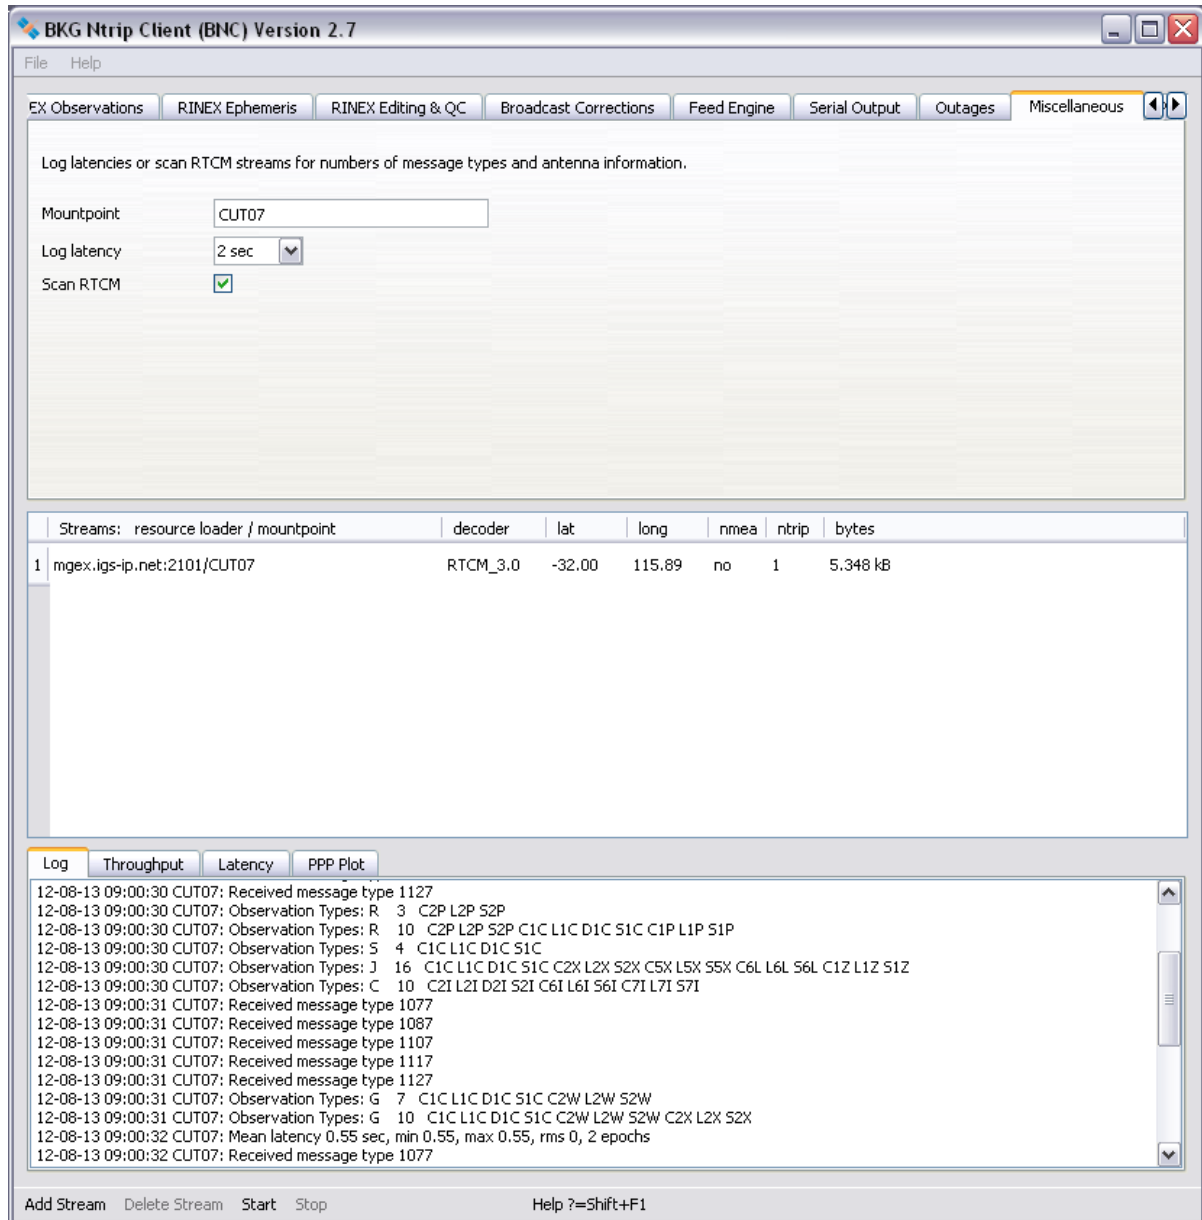 BKG Ntrip Client (BNC) Version 2.7
File Help
EX Observations RINEX Ephemeris RINEX Editing & QC Broadcast Corrections Feed Engine Serial Output Outages Miscellaneous
Log latencies or scan RTCM streams for numbers of message types and antenna information.
Mountpoint CUT07
Log latency 2 sec
Scan RTCM
Streams: resource loader / mountpoint decoder lat long nmea ntrip bytes
1 mgex.igs-ip.net:2101/CUT07 RTCM_3.0 -32.00 115.89 no 1 5.348 kB
Log Throughput Latency PPP Plot
12-08-13 09:00:30 CUT07: Received message type 1127
12-08-13 09:00:30 CUT07: Observation Types: R 3 C2P L2P S2P
12-08-13 09:00:30 CUT07: Observation Types: R 10 C2P L2P S2P C1C L1C D1C S1C C1P L1P S1P
12-08-13 09:00:30 CUT07: Observation Types: S 4 C1C L1C D1C S1C
12-08-13 09:00:30 CUT07: Observation Types: J 16 C1C L1C D1C S1C C2X L2X S2X C5X L5X S5X C6L L6L S6L C1Z L1Z S1Z
12-08-13 09:00:30 CUT07: Observation Types: C 10 C2I L2I D2I S2I C6I L6I S6I C7I L7I S7I
12-08-13 09:00:31 CUT07: Received message type 1077
12-08-13 09:00:31 CUT07: Received message type 1087
12-08-13 09:00:31 CUT07: Received message type 1107
12-08-13 09:00:31 CUT07: Received message type 1117
12-08-13 09:00:31 CUT07: Received message type 1127
12-08-13 09:00:31 CUT07: Observation Types: G 7 C1C L1C D1C S1C C2W L2W S2W
12-08-13 09:00:31 CUT07: Observation Types: G 10 C1C L1C D1C S1C C2W L2W S2W C2X L2X S2X
12-08-13 09:00:32 CUT07: Mean latency 0.55 sec, min 0.55, max 0.55, rms 0, 2 epochs
12-08-13 09:00:32 CUT07: Received message type 1077
Add Stream Delete Stream Start Stop Help ?=Shift+F1